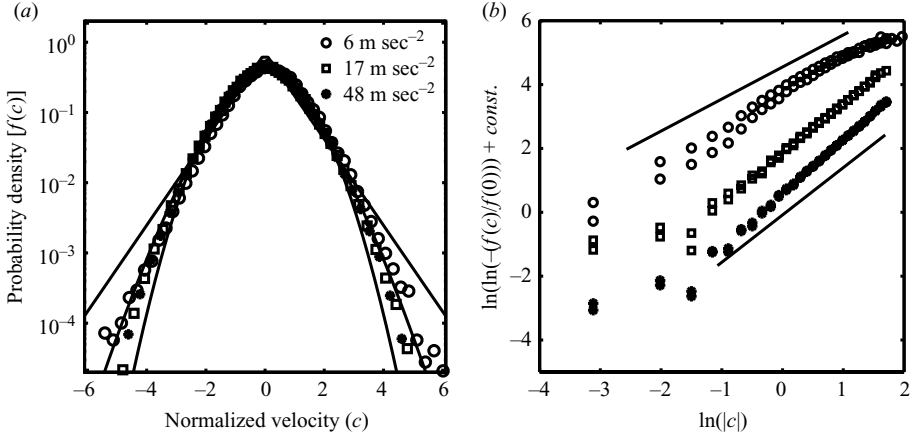 (a)
10⁰
10⁻¹
10⁻²
10⁻³
10⁻⁴
Probability density [f(c)]
6 m sec⁻²
17 m sec⁻²
48 m sec⁻²
−6 −4 −2 0 2 4 6
Normalized velocity (c)
(b)
6
4
2
0
−2
−4
ln(ln(−(f(c)/f(0))) + const.
−4 −3 −2 −1 0 1 2
ln(|c|)